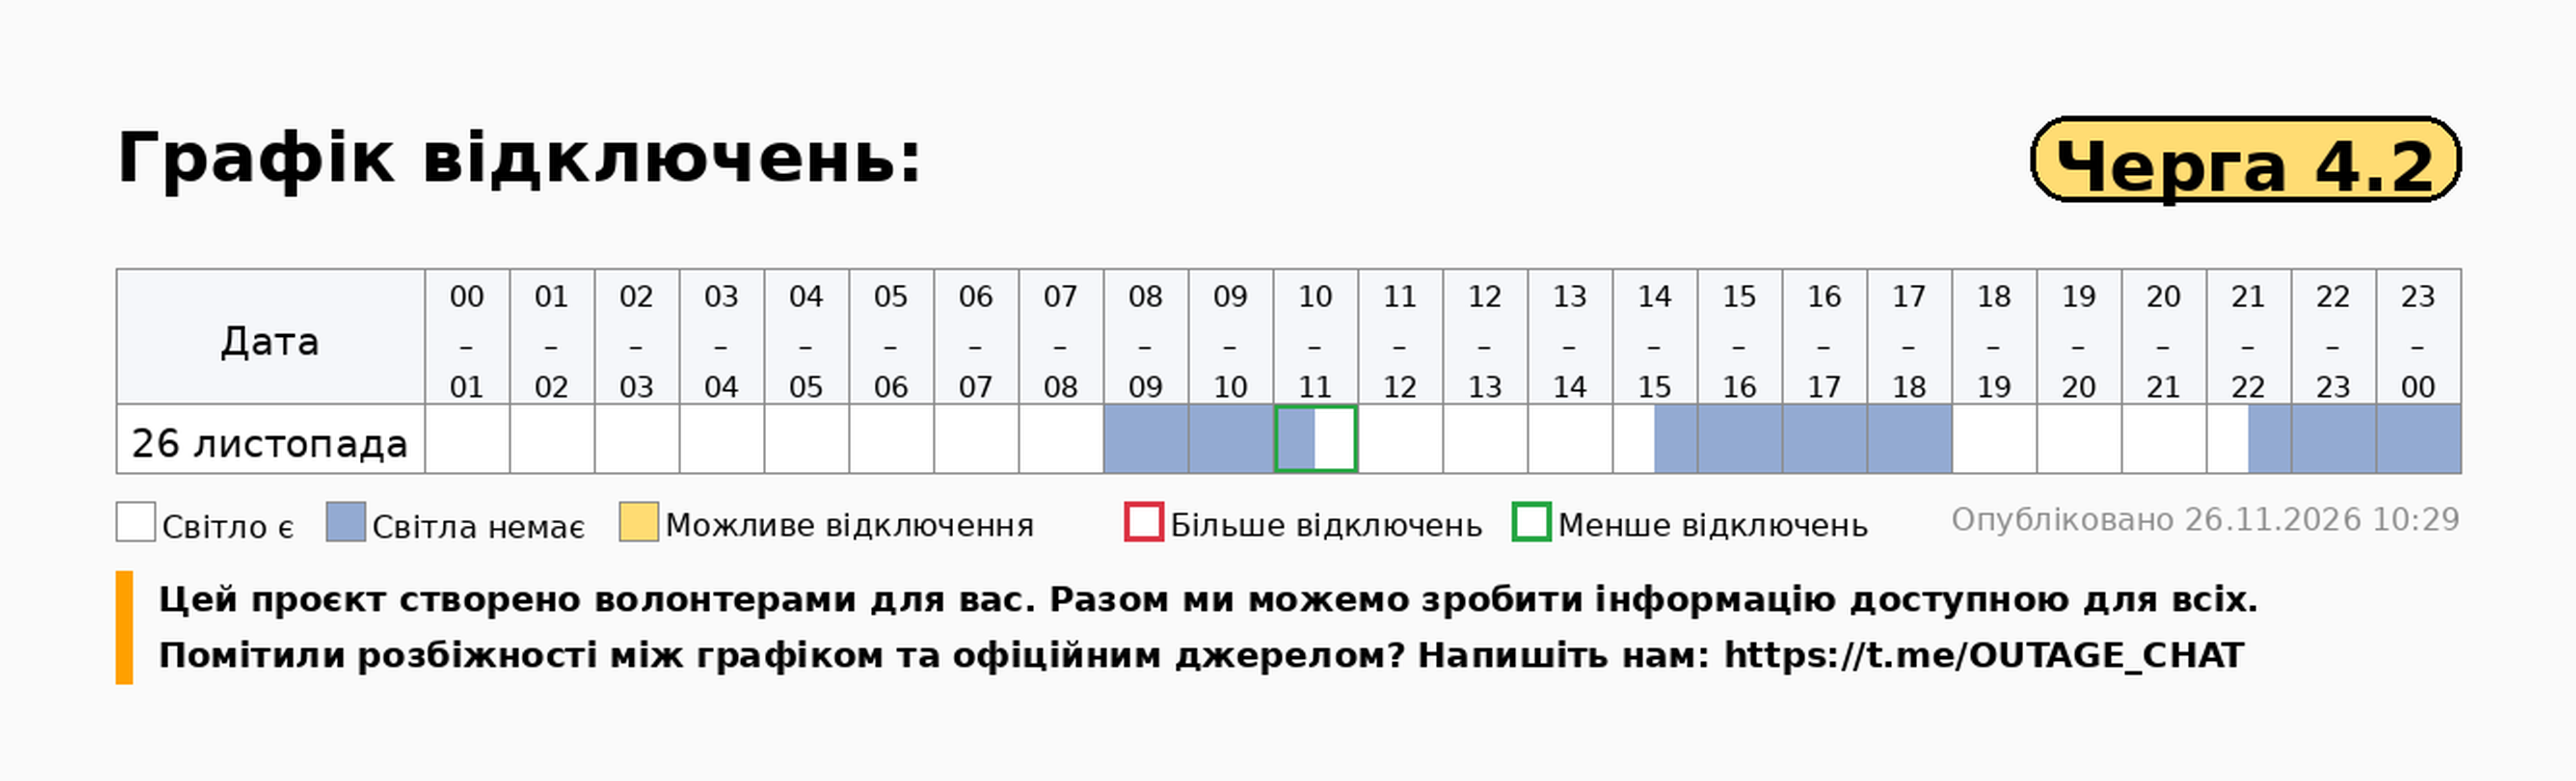 Графік відключень:
Черга 4.2
Дата
00 – 01
01 – 02
02 – 03
03 – 04
04 – 05
05 – 06
06 – 07
07 – 08
08 – 09
09 – 10
10 – 11
11 – 12
12 – 13
13 – 14
14 – 15
15 – 16
16 – 17
17 – 18
18 – 19
19 – 20
20 – 21
21 – 22
22 – 23
23 – 00
26 листопада
Світло є
Світла немає
Можливе відключення
Більше відключень
Менше відключень
Опубліковано 26.11.2026 10:29
Цей проєкт створено волонтерами для вас. Разом ми можемо зробити інформацію доступною для всіх.
Помітили розбіжності між графіком та офіційним джерелом? Напишіть нам: https://t.me/OUTAGE_CHAT